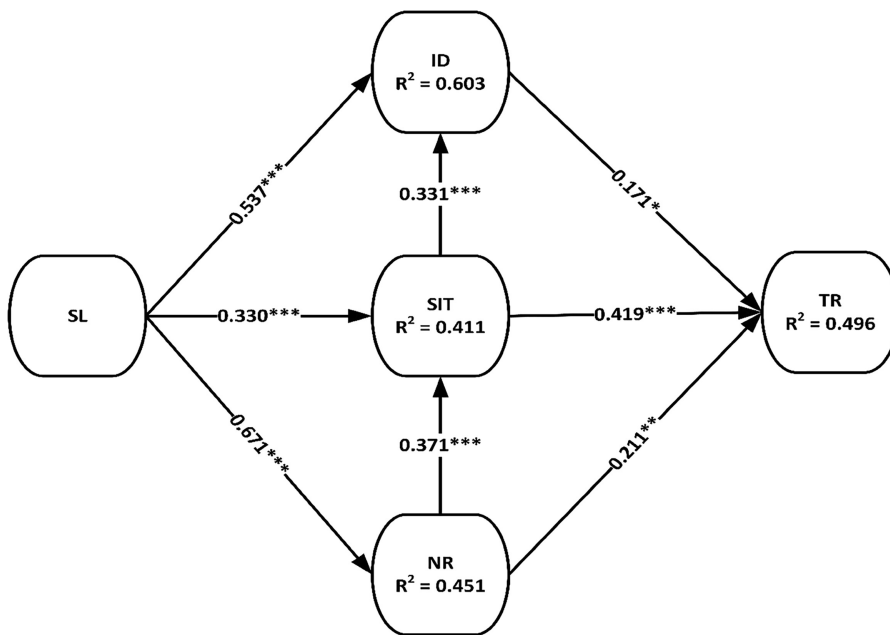 ID
R² = 0.603
0.537***
0.171*
0.331***
SL
0.330***
SIT
R² = 0.411
0.419***
TR
R² = 0.496
0.671***
0.371***
0.211**
NR
R² = 0.451